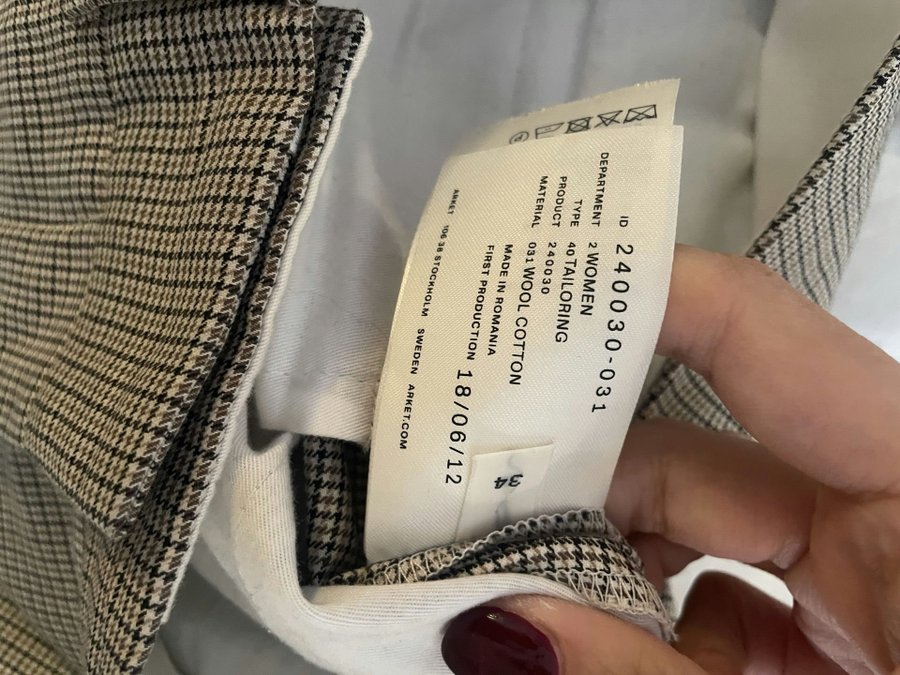 ID 240030-031
DEPARTMENT 2 WOMEN
TYPE 40 TAILORING
PRODUCT 240030
MATERIAL 031 WOOL COTTON
MADE IN ROMANIA
FIRST PRODUCTION 18/06/12
ARKET 106 38 STOCKHOLM SWEDEN ARKET.COM
34